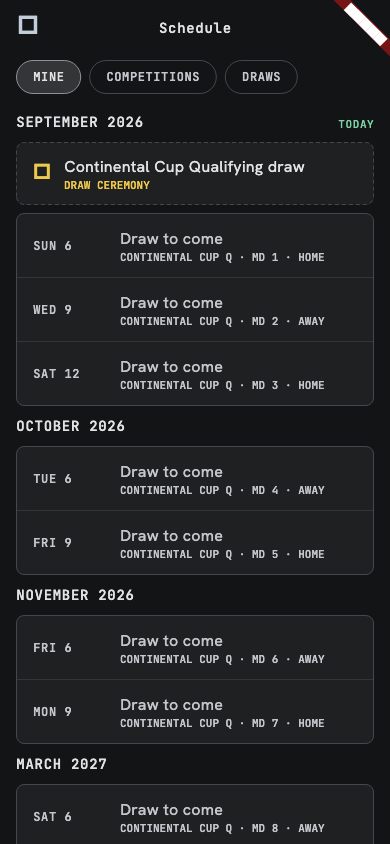 Schedule
MINE
COMPETITIONS
DRAWS
SEPTEMBER 2026
TODAY
Continental Cup Qualifying draw
DRAW CEREMONY
SUN 6
Draw to come
CONTINENTAL CUP Q · MD 1 · HOME
WED 9
Draw to come
CONTINENTAL CUP Q · MD 2 · AWAY
SAT 12
Draw to come
CONTINENTAL CUP Q · MD 3 · HOME
OCTOBER 2026
TUE 6
Draw to come
CONTINENTAL CUP Q · MD 4 · AWAY
FRI 9
Draw to come
CONTINENTAL CUP Q · MD 5 · HOME
NOVEMBER 2026
FRI 6
Draw to come
CONTINENTAL CUP Q · MD 6 · AWAY
MON 9
Draw to come
CONTINENTAL CUP Q · MD 7 · HOME
MARCH 2027
SAT 6
Draw to come
CONTINENTAL CUP Q · MD 8 · AWAY